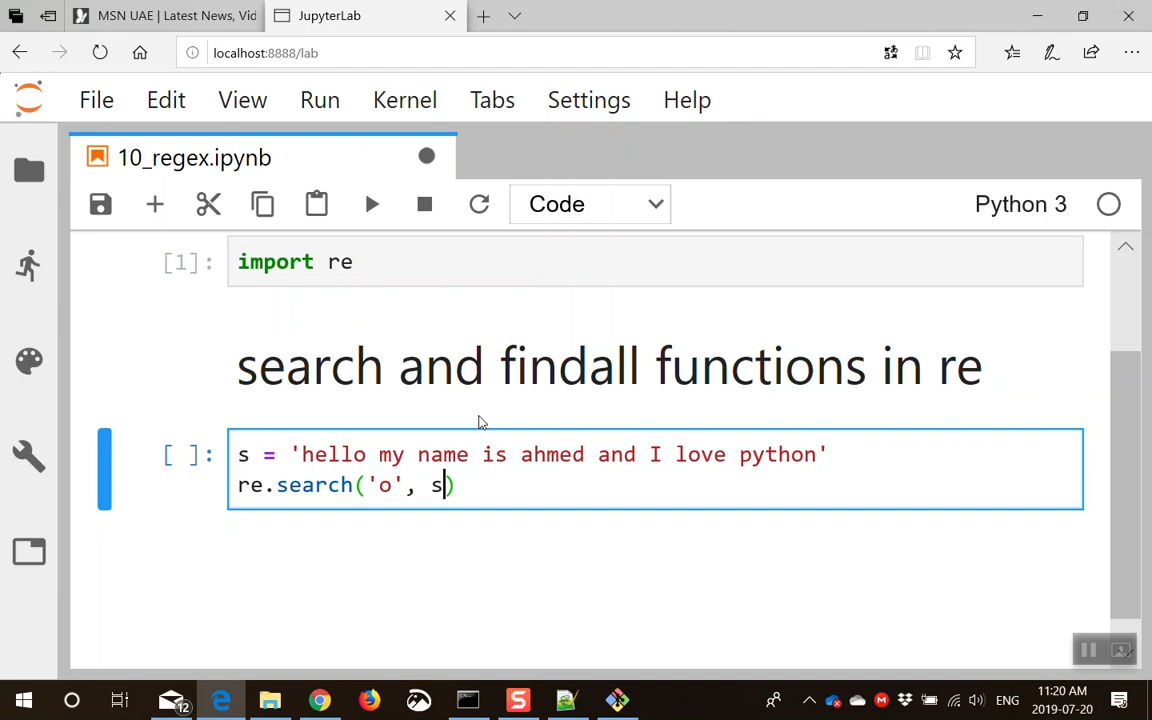 MSN UAE | Latest News, Vid
JupyterLab
localhost:8888/lab
File Edit View Run Kernel Tabs Settings Help
10_regex.ipynb
Code
Python 3
[1]: import re
search and findall functions in re
[ ]: s = 'hello my name is ahmed and I love python'
re.search('o', s)
12
ENG
11:20 AM
2019-07-20